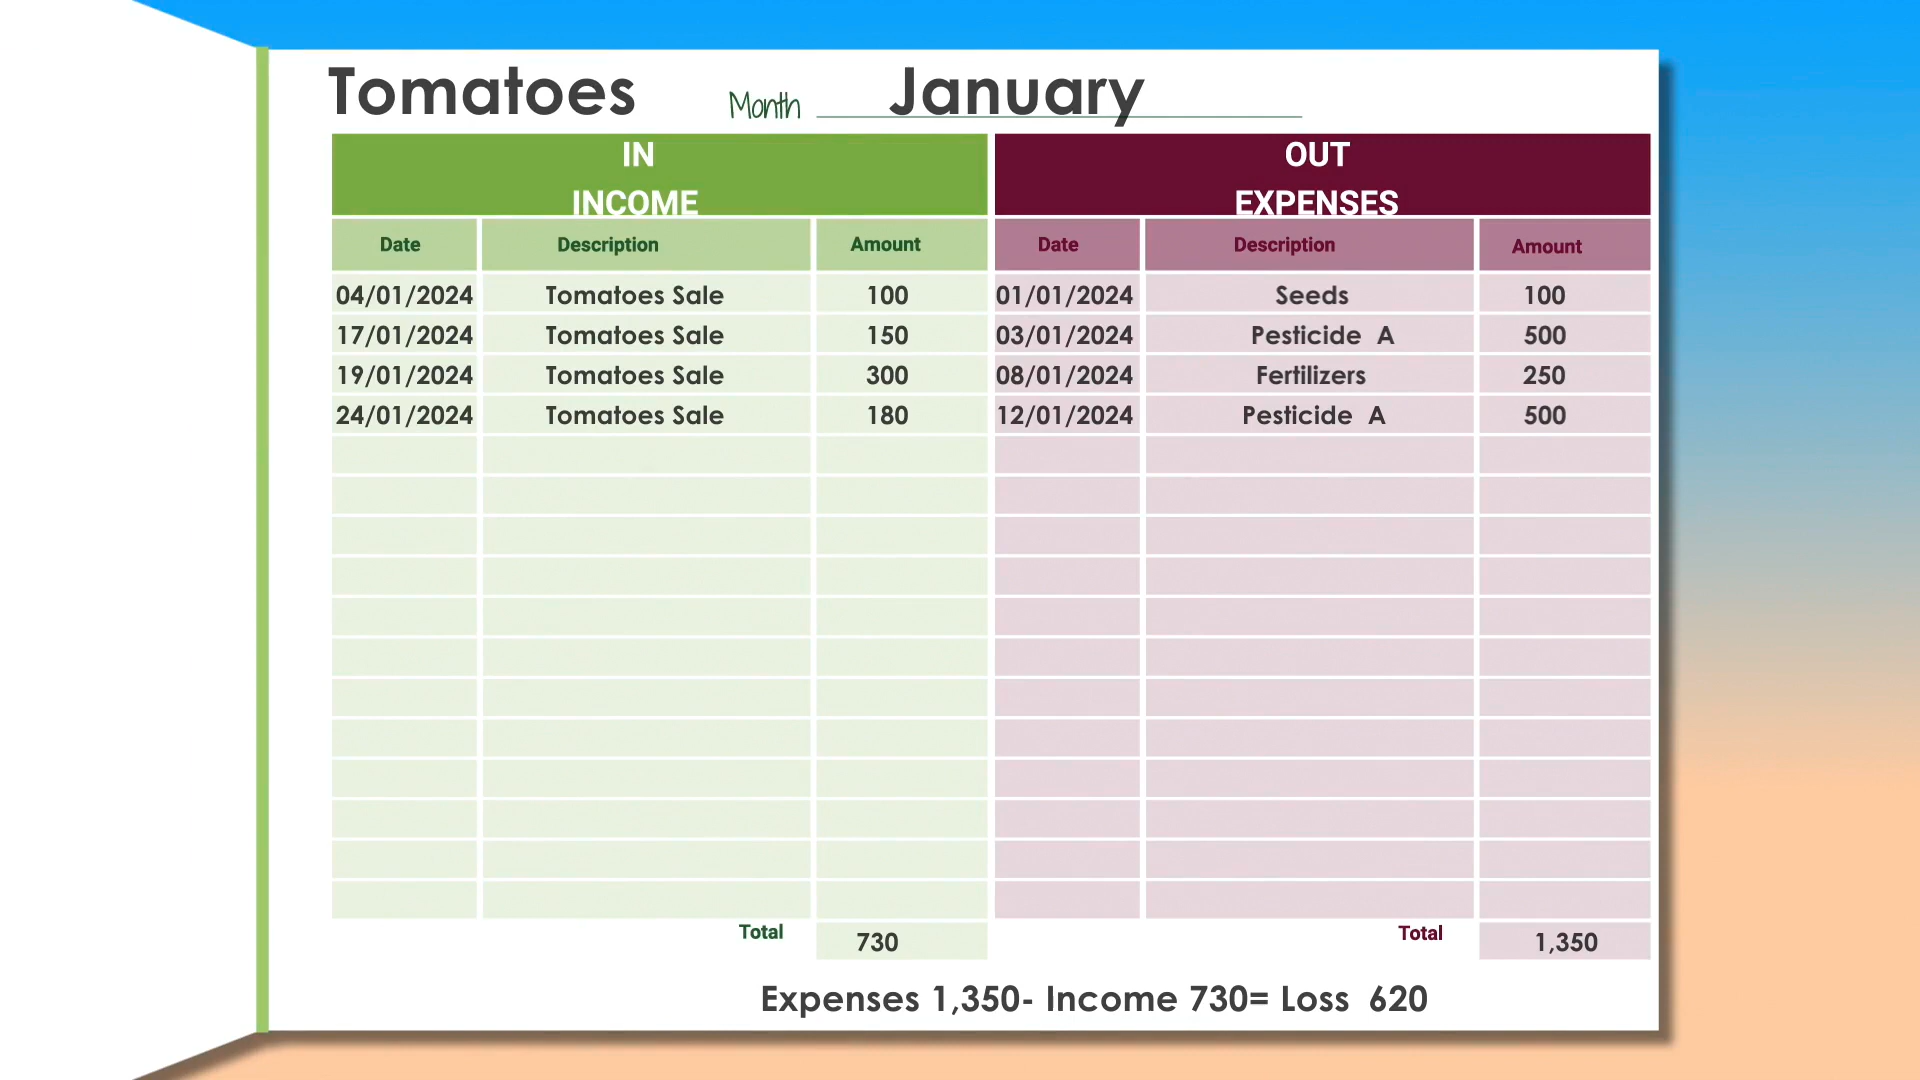 Tomatoes Month January
IN OUT
INCOME EXPENSES
Date Description Amount Date Description Amount
04/01/2024 Tomatoes Sale 100 01/01/2024 Seeds 100
17/01/2024 Tomatoes Sale 150 03/01/2024 Pesticide A 500
19/01/2024 Tomatoes Sale 300 08/01/2024 Fertilizers 250
24/01/2024 Tomatoes Sale 180 12/01/2024 Pesticide A 500
Total 730 Total 1,350
Expenses 1,350- Income 730= Loss 620